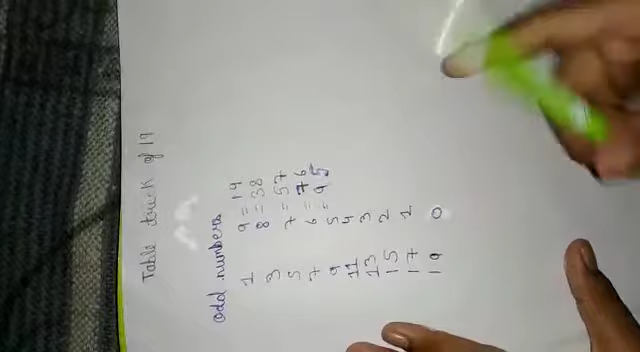 Table trick of 19
Odd numbers
1 9 = 19
3 8 = 38
5 7 = 57
7 6 = 76
9 5 = 95
11 4
13 3
15 2
17 1
19 0